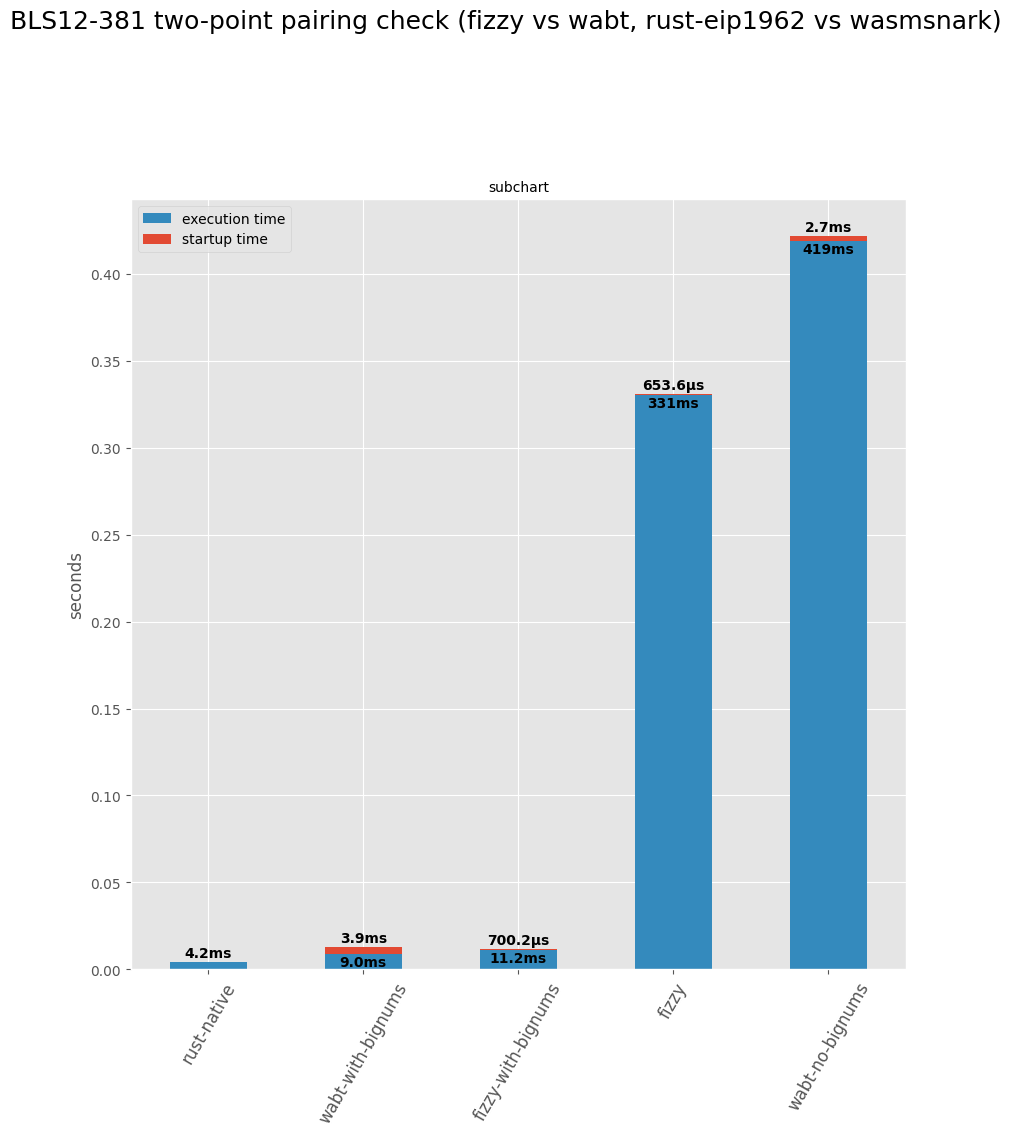 BLS12-381 two-point pairing check (fizzy vs wabt, rust-eip1962 vs wasmsnark)
subchart
execution time
startup time
2.7ms
419ms
653.6µs
331ms
3.9ms
9.0ms
700.2µs
11.2ms
4.2ms
0.40
0.35
0.30
0.25
0.20
0.15
0.10
0.05
0.00
seconds
rust-native
wabt-with-bignums
fizzy-with-bignums
fizzy
wabt-no-bignums